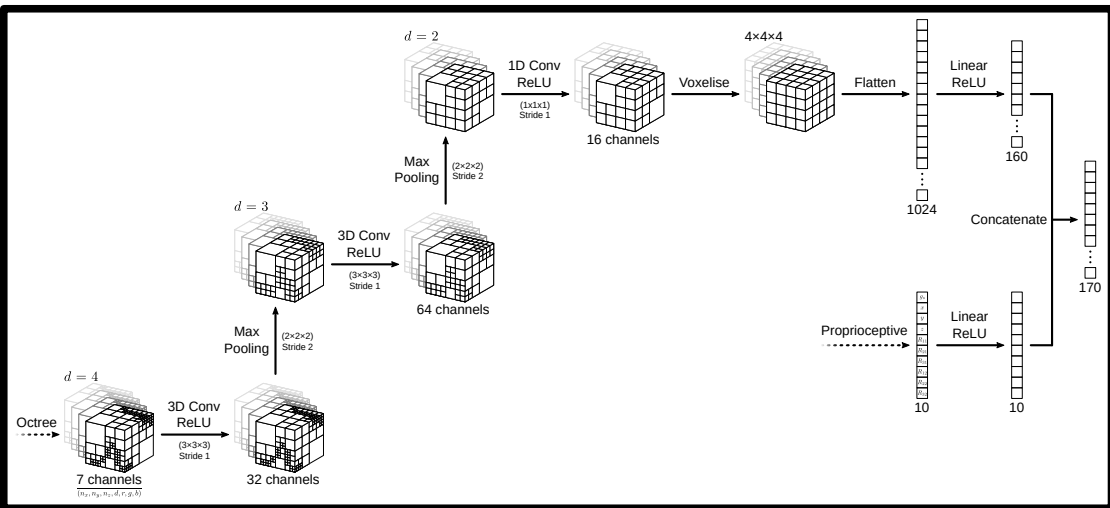 Octree
d = 4
7 channels
(n_x, n_y, n_z, d, r, g, b)
3D Conv
ReLU
(3×3×3)
Stride 1
32 channels
Max
Pooling
(2×2×2)
Stride 2
d = 3
3D Conv
ReLU
(3×3×3)
Stride 1
64 channels
Max
Pooling
(2×2×2)
Stride 2
d = 2
1D Conv
ReLU
(1x1x1)
Stride 1
16 channels
Voxelise
4×4×4
Flatten
1024
Linear
ReLU
160
Proprioceptive
x
y
z
10
Linear
ReLU
10
Concatenate
170